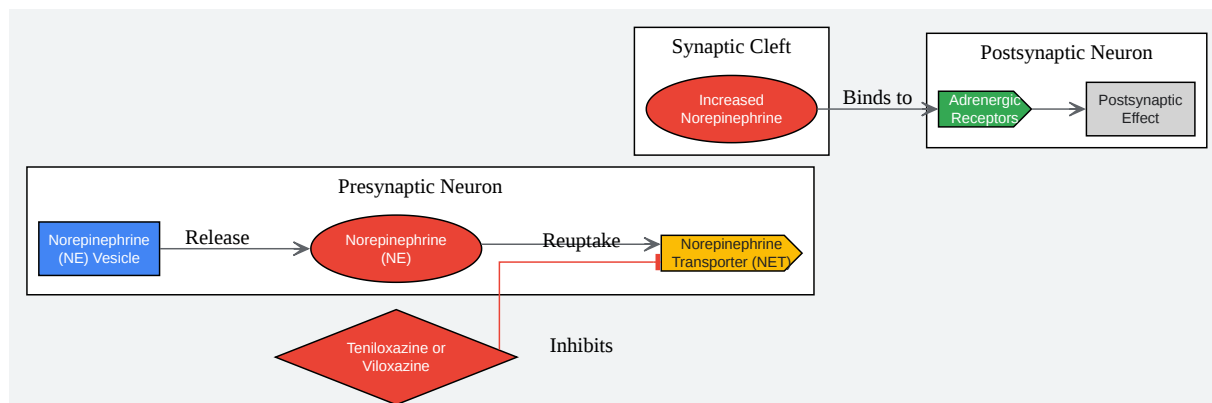 Synaptic Cleft
Increased
Norepinephrine
Binds to
Postsynaptic Neuron
Adrenergic
Receptors
Postsynaptic
Effect
Presynaptic Neuron
Norepinephrine
(NE) Vesicle
Release
Norepinephrine
(NE)
Reuptake
Norepinephrine
Transporter (NET)
Teniloxazine or
Viloxazine
Inhibits